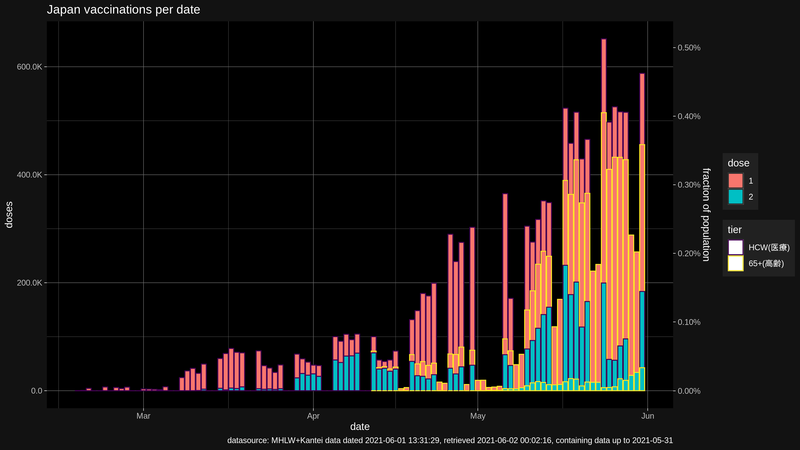 Japan vaccinations per date
doses
600.0K
400.0K
200.0K
0.0
0.50%
0.40%
0.30%
0.20%
0.10%
0.00%
fraction of population
Mar
Apr
May
Jun
date
dose
1
2
tier
HCW(医療)
65+(高齢)
datasource: MHLW+Kantei data dated 2021-06-01 13:31:29, retrieved 2021-06-02 00:02:16, containing data up to 2021-05-31